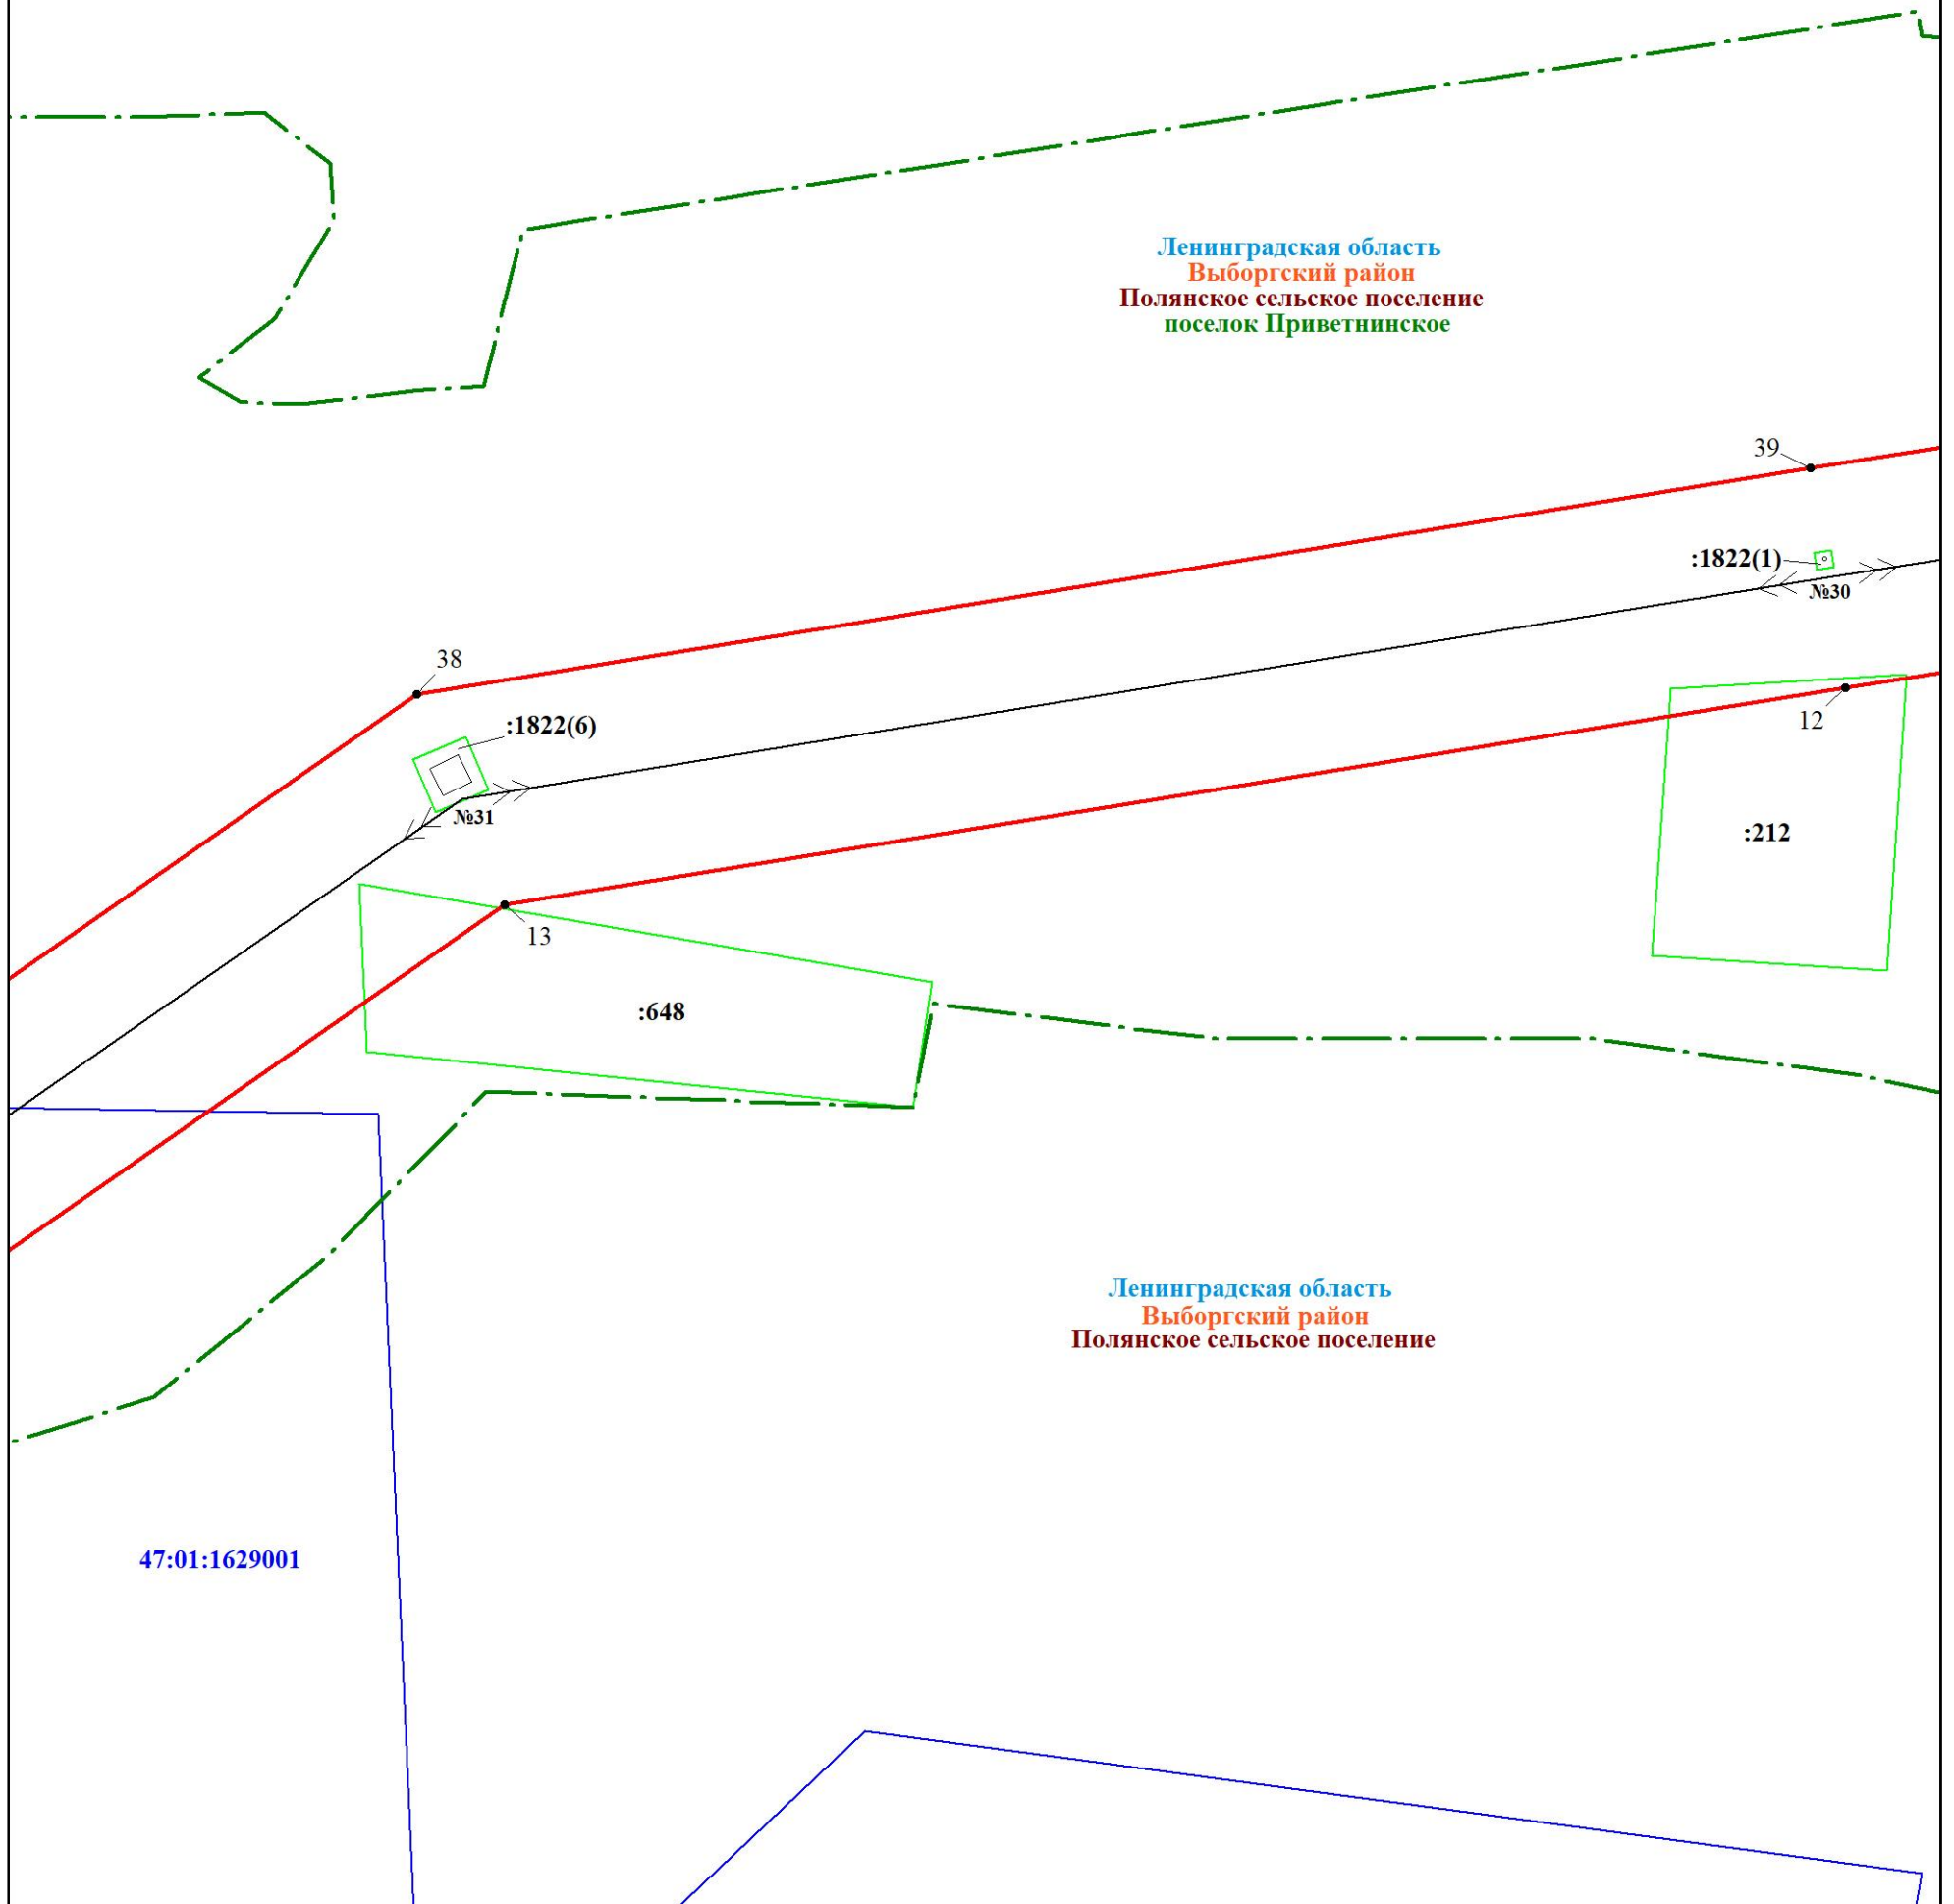 Ленинградская область
Выборгский район
Полянское сельское поселение
поселок Приветнинское
39
:1822(1)
№30
38
:1822(6)
12
№31
:212
13
:648
Ленинградская область
Выборгский район
Полянское сельское поселение
47:01:1629001